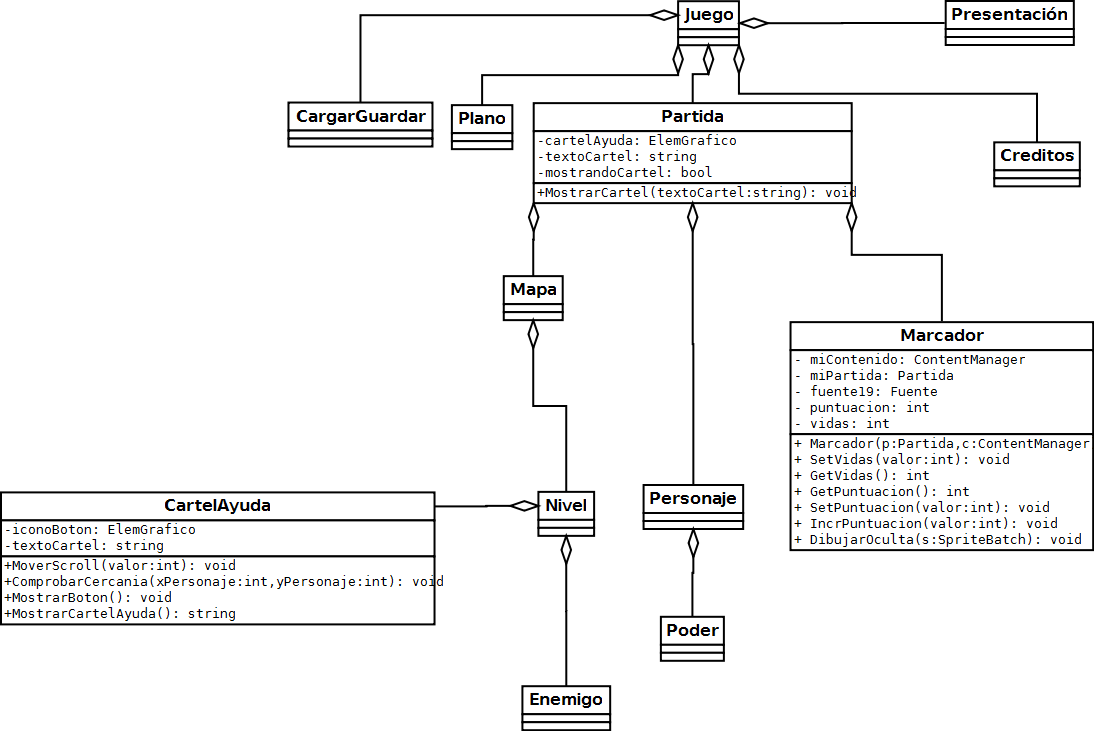 Juego
Presentación
CargarGuardar
Plano
Partida
-cartelAyuda: ElemGrafico
-textoCartel: string
-mostrandoCartel: bool
+MostrarCartel(textoCartel:string): void
Creditos
Mapa
Marcador
- miContenido: ContentManager
- miPartida: Partida
- fuente19: Fuente
- puntuacion: int
- vidas: int
+ Marcador(p:Partida,c:ContentManager
+ SetVidas(valor:int): void
+ GetVidas(): int
+ GetPuntuacion(): int
+ SetPuntuacion(valor:int): void
+ IncrPuntuacion(valor:int): void
+ DibujarOculta(s:SpriteBatch): void
CartelAyuda
-iconoBoton: ElemGrafico
-textoCartel: string
+MoverScroll(valor:int): void
+ComprobarCercania(xPersonaje:int,yPersonaje:int): void
+MostrarBoton(): void
+MostrarCartelAyuda(): string
Nivel
Personaje
Poder
Enemigo